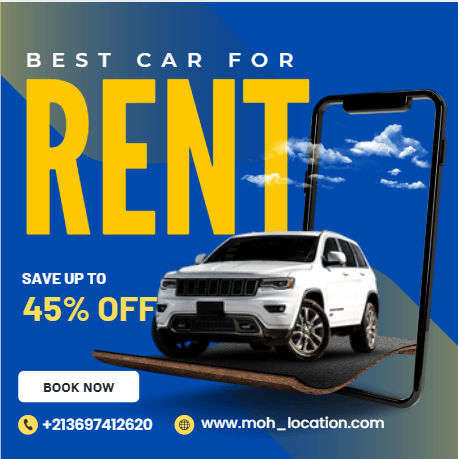 BEST CAR FOR
RENT
SAVE UP TO
45% OFF
BOOK NOW
+213697412620
www.moh_location.com